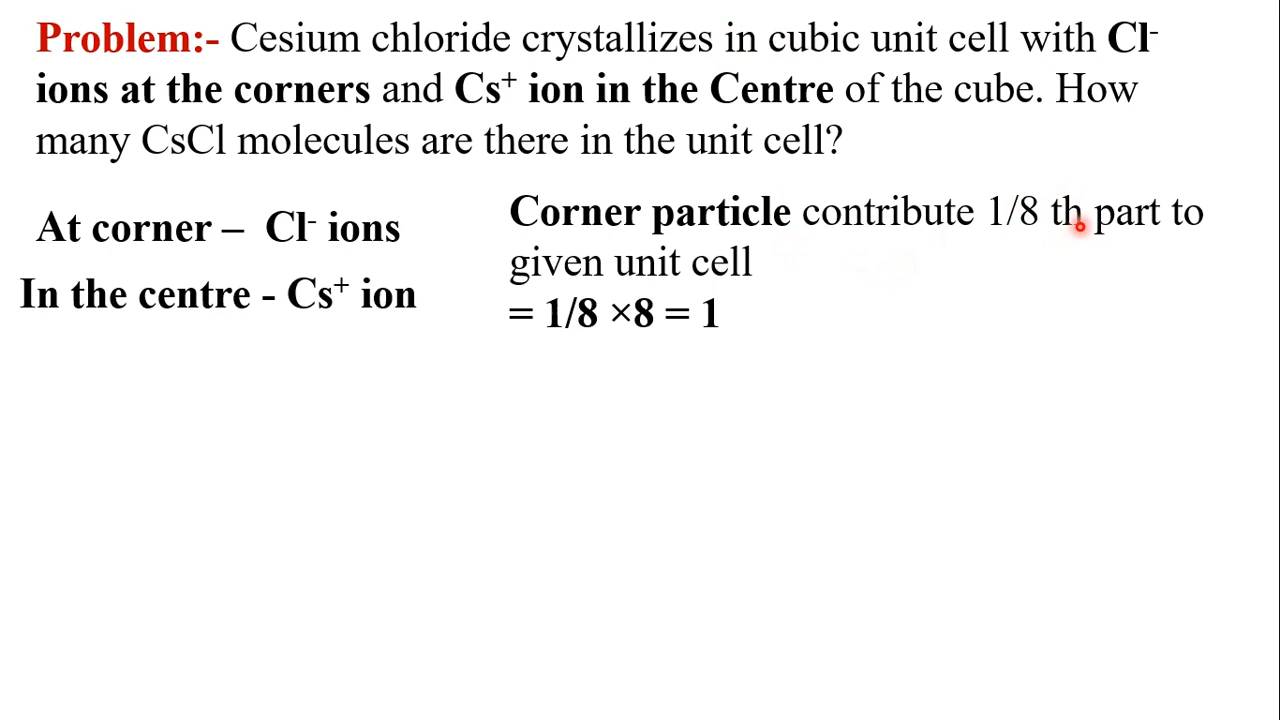 Problem:- Cesium chloride crystallizes in cubic unit cell with Cl⁻
ions at the corners and Cs⁺ ion in the Centre of the cube. How
many CsCl molecules are there in the unit cell?
At corner – Cl⁻ ions
In the centre - Cs⁺ ion
Corner particle contribute 1/8 th part to
given unit cell
= 1/8 ×8 = 1